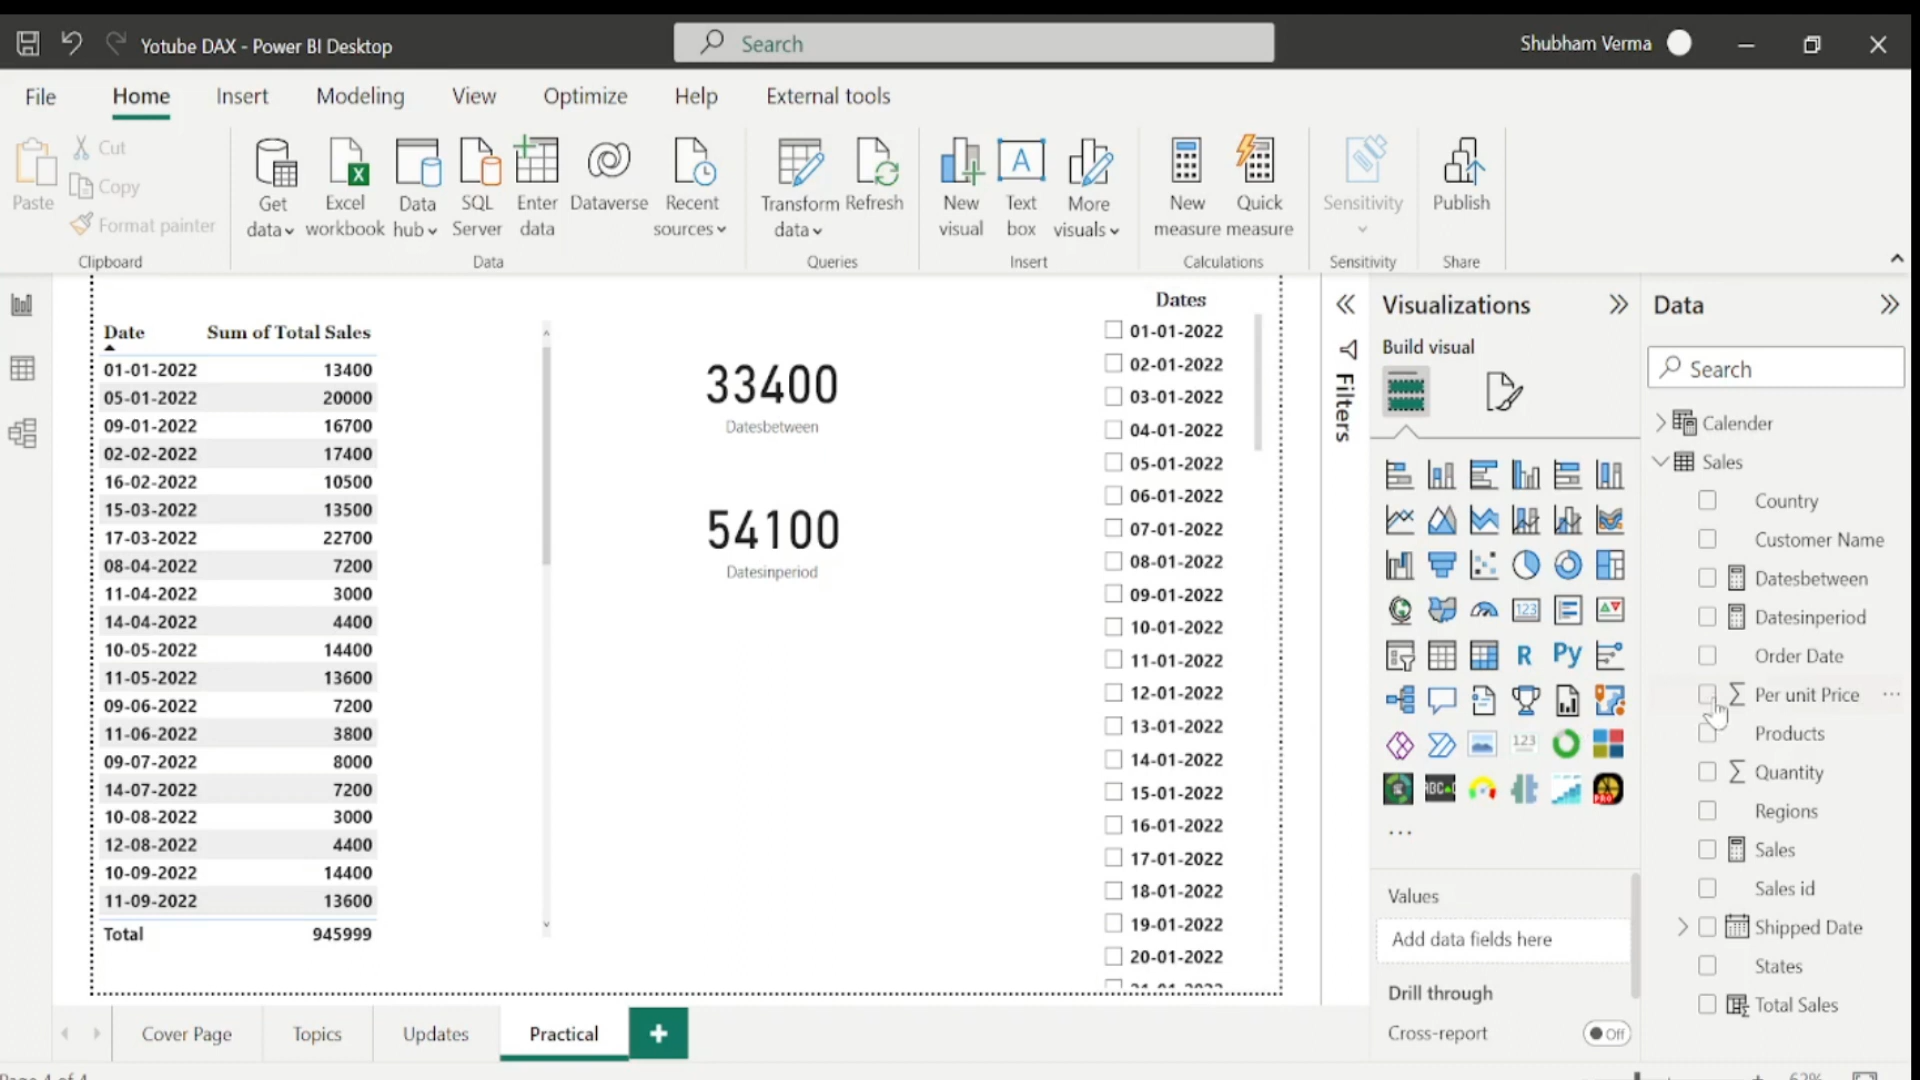 Yotube DAX - Power BI Desktop
Search
Shubham Verma
File
Home
Insert
Modeling
View
Optimize
Help
External tools
Paste
Cut
Copy
Format painter
Get data
Excel workbook
Data hub
SQL Server
Enter data
Dataverse
Recent sources
Transform data
Refresh
New visual
Text box
More visuals
New measure
Quick measure
Sensitivity
Publish
Clipboard
Data
Queries
Insert
Calculations
Sensitivity
Share
Date Sum of Total Sales
01-01-2022 13400
05-01-2022 20000
09-01-2022 16700
02-02-2022 17400
16-02-2022 10500
15-03-2022 13500
17-03-2022 22700
08-04-2022 7200
11-04-2022 3000
14-04-2022 4400
10-05-2022 14400
11-05-2022 13600
09-06-2022 7200
11-06-2022 3800
09-07-2022 8000
14-07-2022 7200
10-08-2022 3000
12-08-2022 4400
10-09-2022 14400
11-09-2022 13600
Total 945999
33400
Datesbetween
54100
Datesinperiod
Dates
01-01-2022
02-01-2022
03-01-2022
04-01-2022
05-01-2022
06-01-2022
07-01-2022
08-01-2022
09-01-2022
10-01-2022
11-01-2022
12-01-2022
13-01-2022
14-01-2022
15-01-2022
16-01-2022
17-01-2022
18-01-2022
19-01-2022
20-01-2022
Filters
Visualizations
Build visual
R
Py
123
123
Values
Add data fields here
Drill through
Cross-report
Off
Data
Search
Calender
Sales
Country
Customer Name
Datesbetween
Datesinperiod
Order Date
Per unit Price
Products
Quantity
Regions
Sales
Sales id
Shipped Date
States
Total Sales
Cover Page
Topics
Updates
Practical
Page 4 of 4
62%